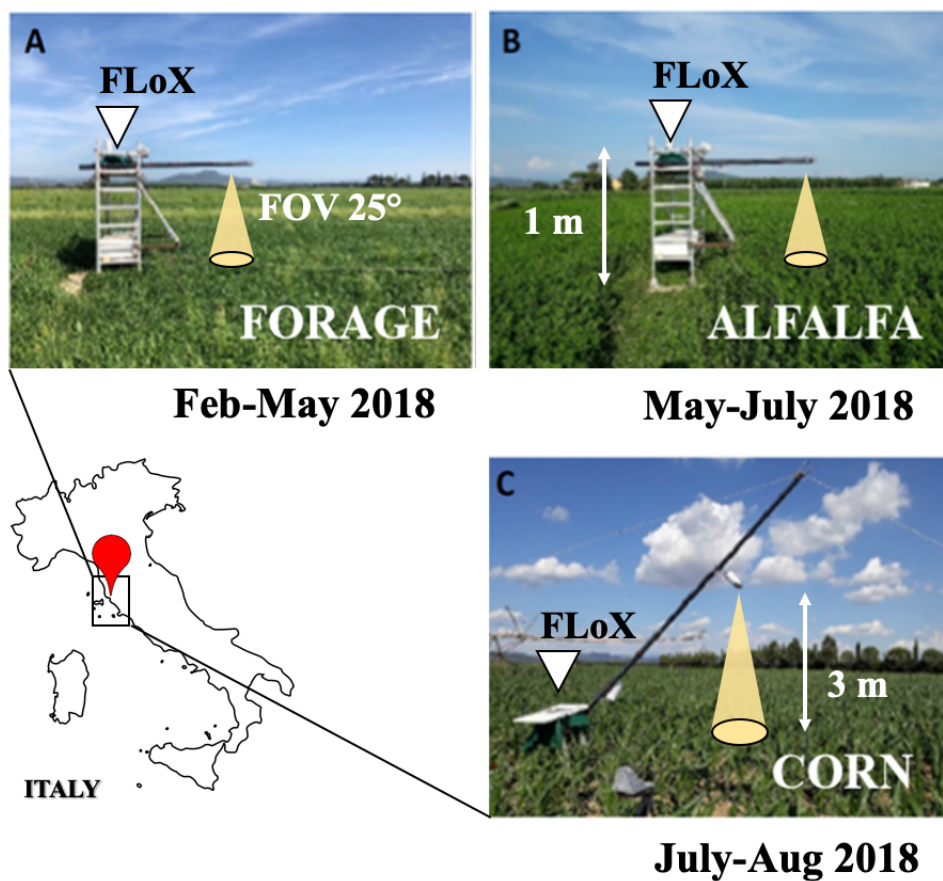 A
FLoX
FOV 25°
FORAGE
B
FLoX
1 m
ALFALFA
Feb-May 2018
May-July 2018
C
FLoX
3 m
CORN
ITALY
July-Aug 2018